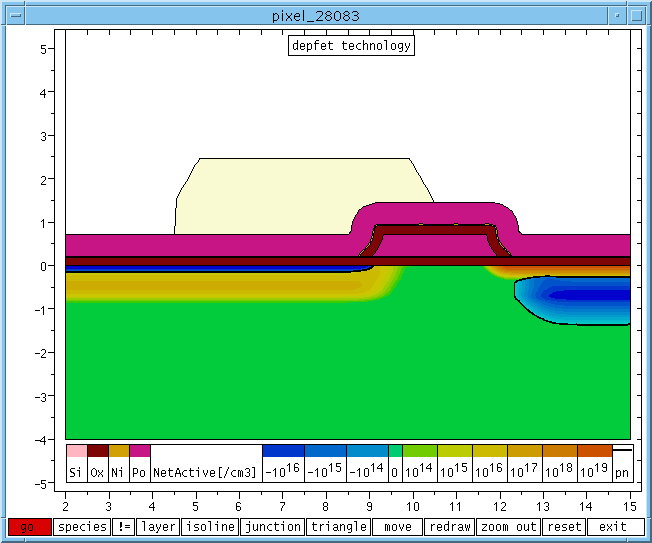 pixel_28083
depfet technology
5
4
3
2
1
0
-1
-2
-3
-4
-5
Si Ox Ni Po NetActive[/cm3] -10^16 -10^15 -10^14 0 10^14 10^15 10^16 10^17 10^18 10^19 pn
2 3 4 5 6 7 8 9 10 11 12 13 14 15
go species != layer isoline junction triangle move redraw zoom out reset exit